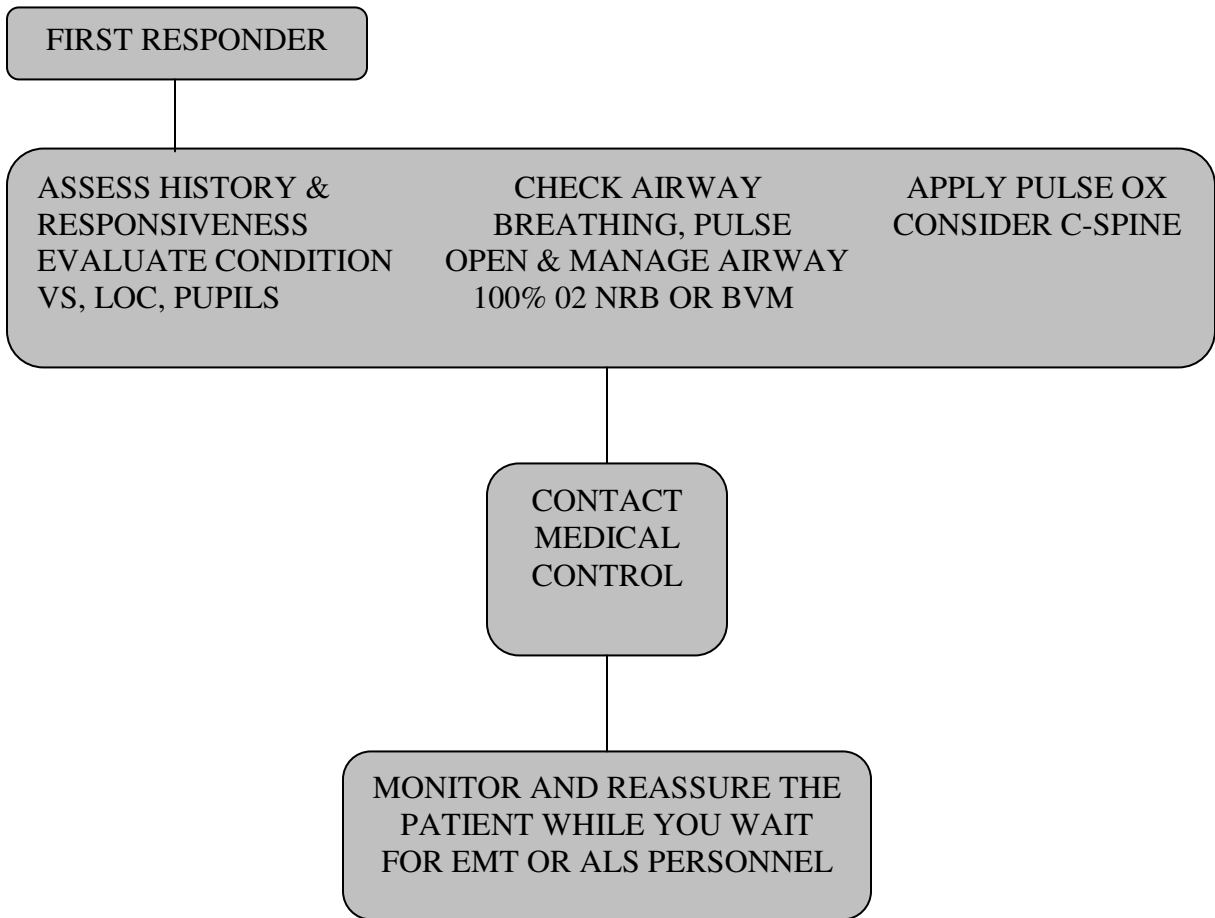 FIRST RESPONDER
ASSESS HISTORY &
RESPONSIVENESS
EVALUATE CONDITION
VS, LOC, PUPILS
CHECK AIRWAY
BREATHING, PULSE
OPEN & MANAGE AIRWAY
100% 02 NRB OR BVM
APPLY PULSE OX
CONSIDER C-SPINE
CONTACT
MEDICAL
CONTROL
MONITOR AND REASSURE THE
PATIENT WHILE YOU WAIT
FOR EMT OR ALS PERSONNEL